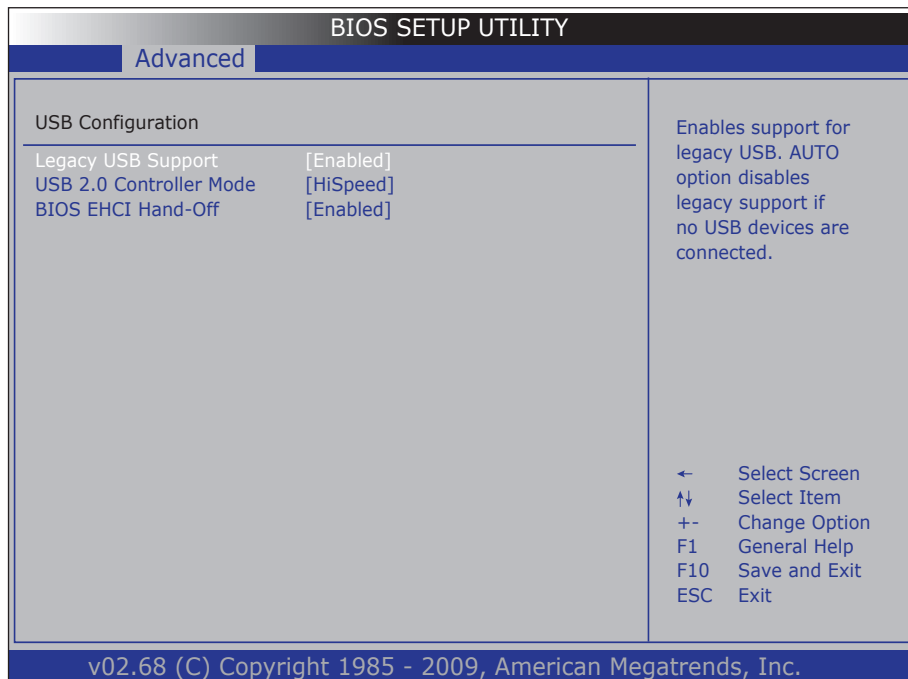 BIOS SETUP UTILITY
Advanced
USB Configuration
Legacy USB Support [Enabled]
USB 2.0 Controller Mode [HiSpeed]
BIOS EHCI Hand-Off [Enabled]
Enables support for
legacy USB. AUTO
option disables
legacy support if
no USB devices are
connected.
← Select Screen
↑↓ Select Item
+- Change Option
F1 General Help
F10 Save and Exit
ESC Exit
v02.68 (C) Copyright 1985 - 2009, American Megatrends, Inc.